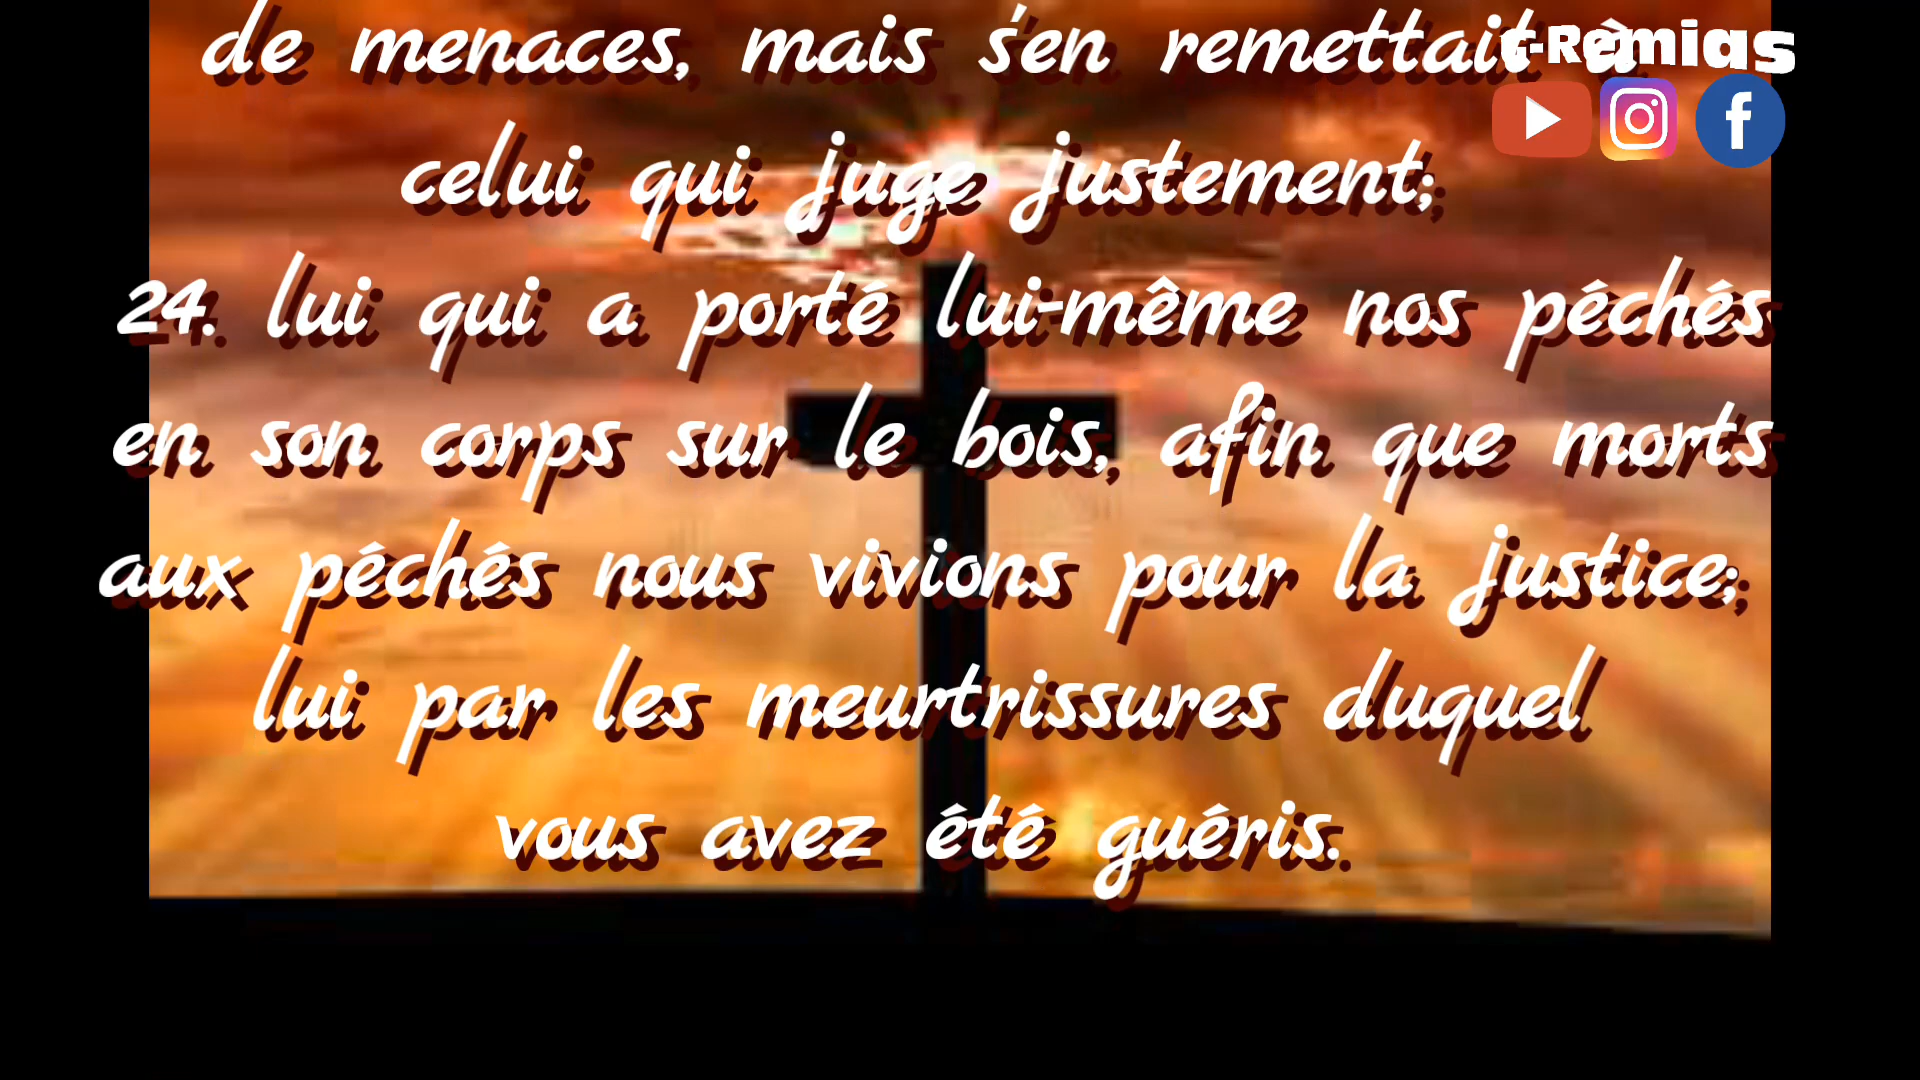 de menaces, mais s'en remettait à
G-Rêmias
celui qui juge justement;
24. lui qui a porté lui-même nos péchés
en son corps sur le bois, afin que morts
aux péchés nous vivions pour la justice;
lui par les meurtrissures duquel
vous avez été guéris.